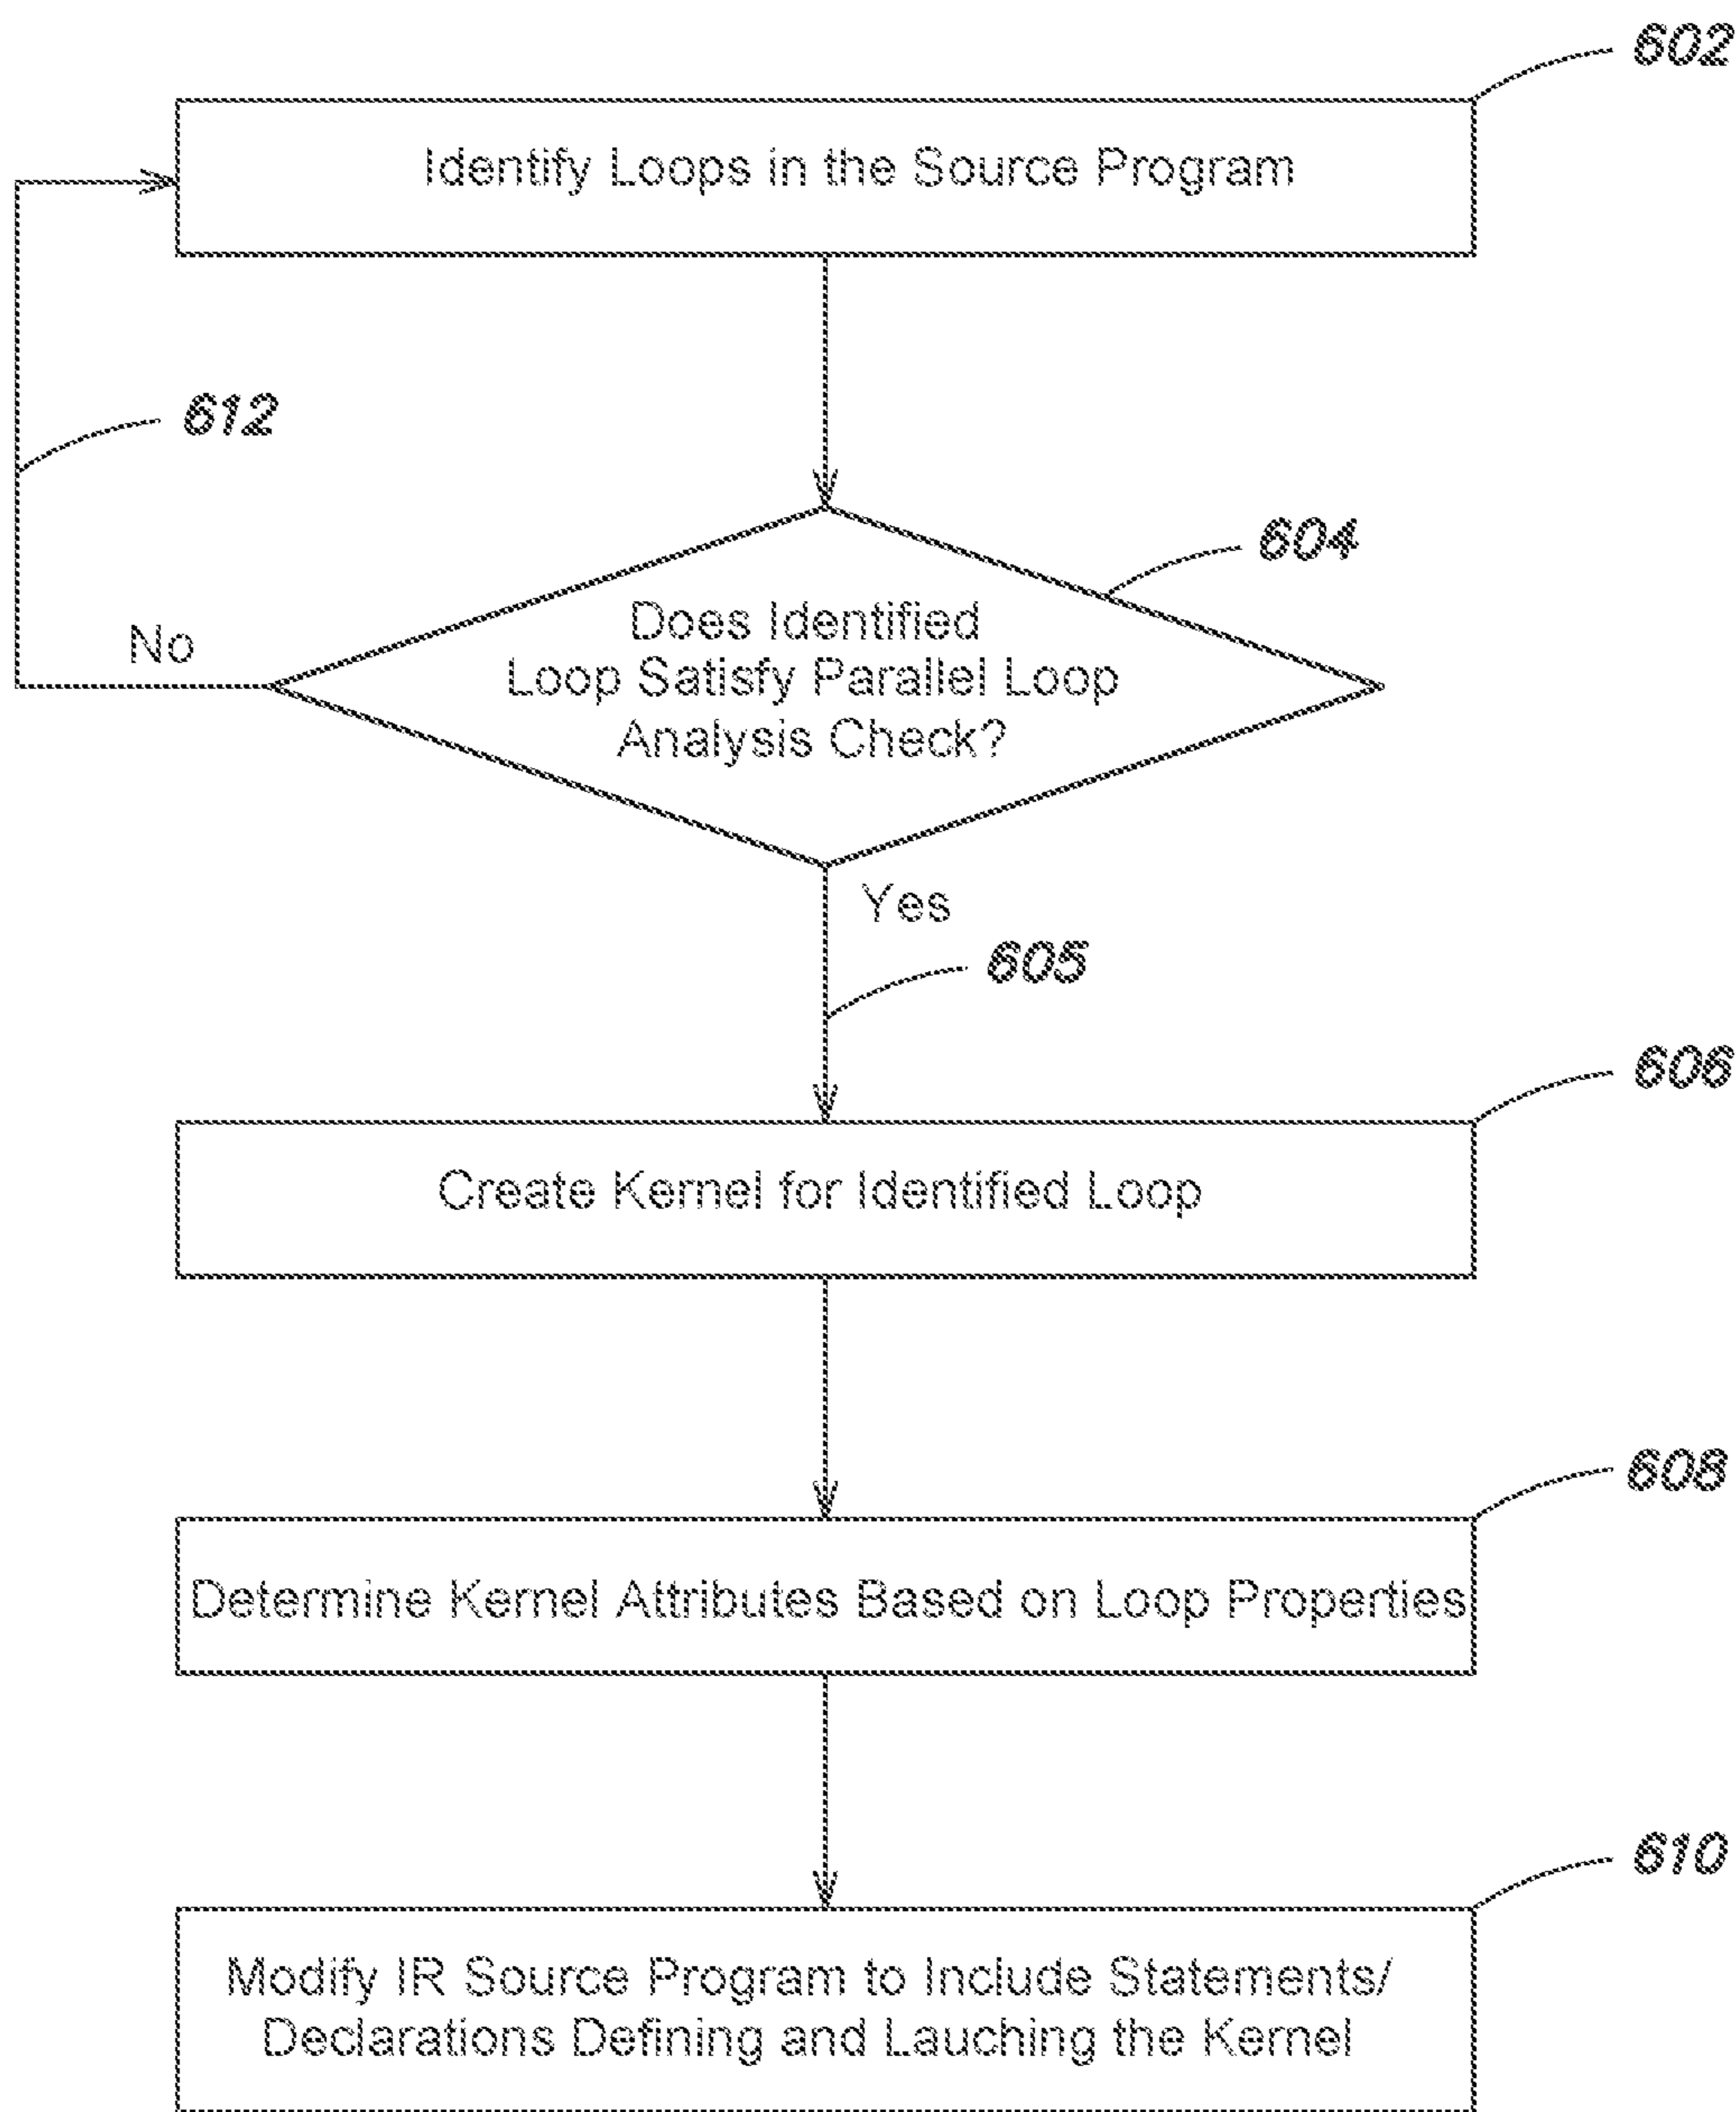 602
Identify Loops in the Source Program
612
604
Does Identified
Loop Satisfy Parallel Loop
Analysis Check?
No
Yes
605
606
Create Kernel for Identified Loop
608
Determine Kernel Attributes Based on Loop Properties
610
Modify IR Source Program to Include Statements/
Declarations Defining and Lauching the Kernel